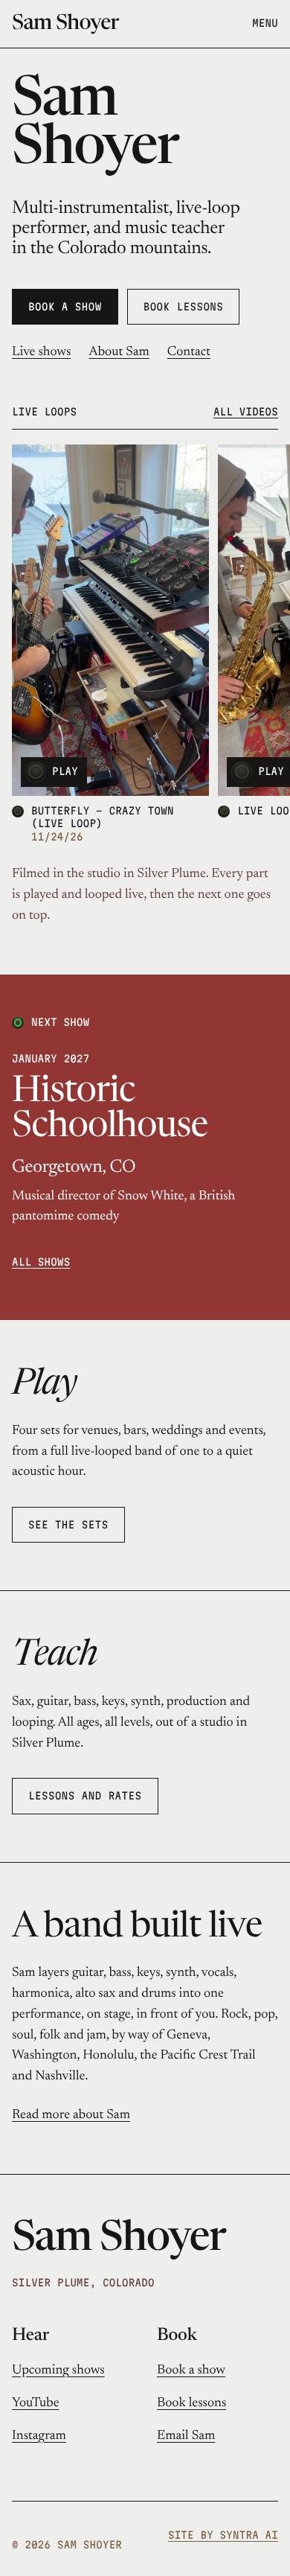 Sam Shoyer
MENU
Sam
Shoyer
Multi-instrumentalist, live-loop
performer, and music teacher
in the Colorado mountains.
BOOK A SHOW
BOOK LESSONS
Live shows
About Sam
Contact
LIVE LOOPS
ALL VIDEOS
PLAY
PLAY
BUTTERFLY – CRAZY TOWN
(LIVE LOOP)
11/24/26
LIVE LOO
Filmed in the studio in Silver Plume. Every part
is played and looped live, then the next one goes
on top.
NEXT SHOW
JANUARY 2027
Historic
Schoolhouse
Georgetown, CO
Musical director of Snow White, a British
pantomime comedy
ALL SHOWS
Play
Four sets for venues, bars, weddings and events,
from a full live-looped band of one to a quiet
acoustic hour.
SEE THE SETS
Teach
Sax, guitar, bass, keys, synth, production and
looping. All ages, all levels, out of a studio in
Silver Plume.
LESSONS AND RATES
A band built live
Sam layers guitar, bass, keys, synth, vocals,
harmonica, alto sax and drums into one
performance, on stage, in front of you. Rock, pop,
soul, folk and jam, by way of Geneva,
Washington, Honolulu, the Pacific Crest Trail
and Nashville.
Read more about Sam
Sam Shoyer
SILVER PLUME, COLORADO
Hear
Upcoming shows
YouTube
Instagram
Book
Book a show
Book lessons
Email Sam
SITE BY SYNTRA AI
© 2026 SAM SHOYER